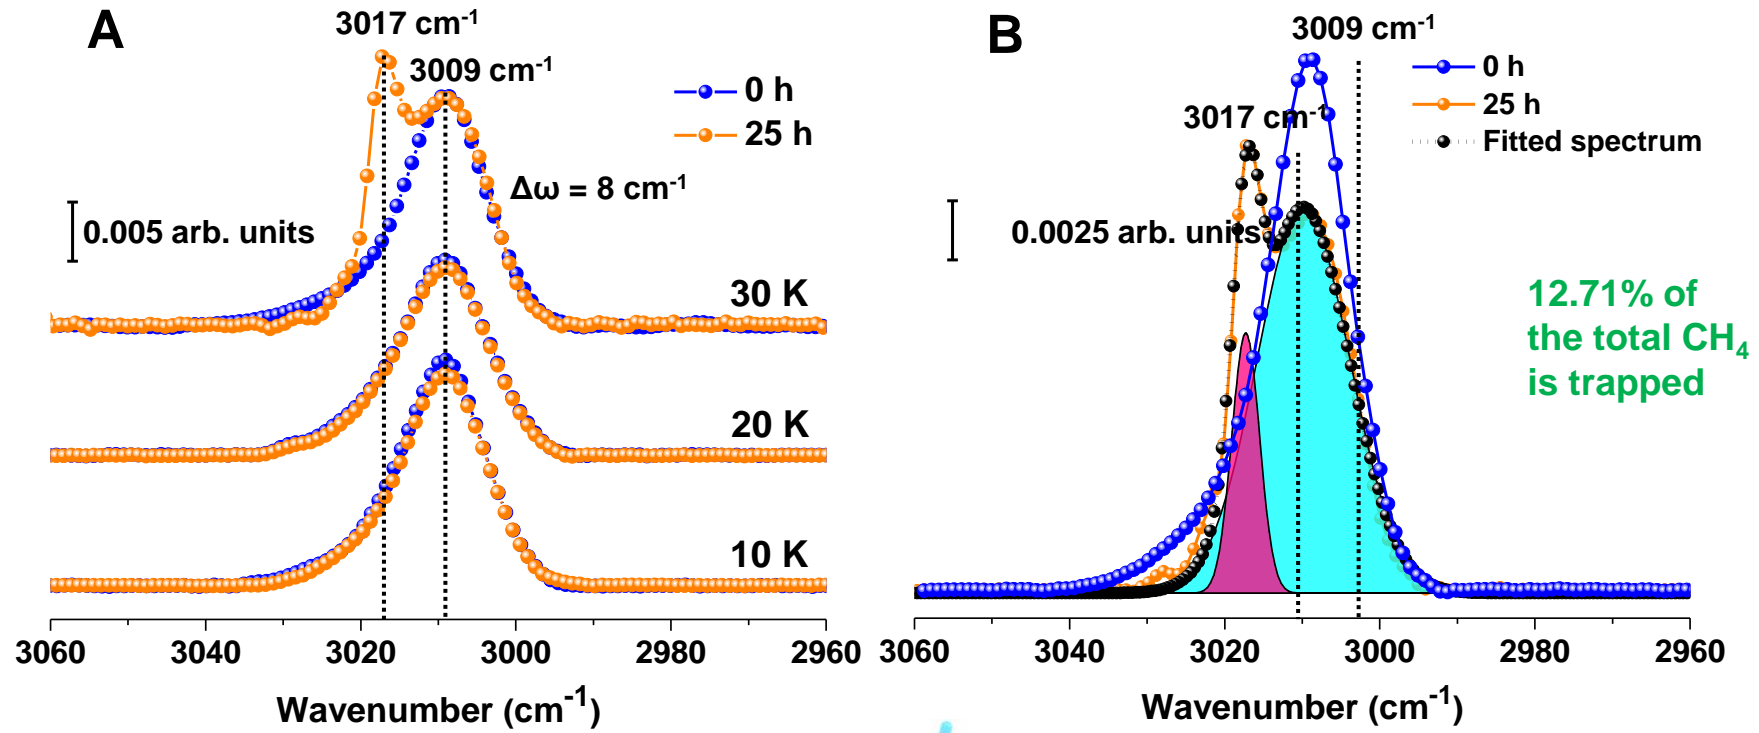 A
3017 cm⁻¹
3009 cm⁻¹
0 h
25 h
Δω = 8 cm⁻¹
0.005 arb. units
30 K
20 K
10 K
3060 3040 3020 3000 2980 2960
Wavenumber (cm⁻¹)
B
3009 cm⁻¹
0 h
25 h
Fitted spectrum
3017 cm⁻¹
0.0025 arb. units
12.71% of
the total CH₄
is trapped
3060 3040 3020 3000 2980 2960
Wavenumber (cm⁻¹)